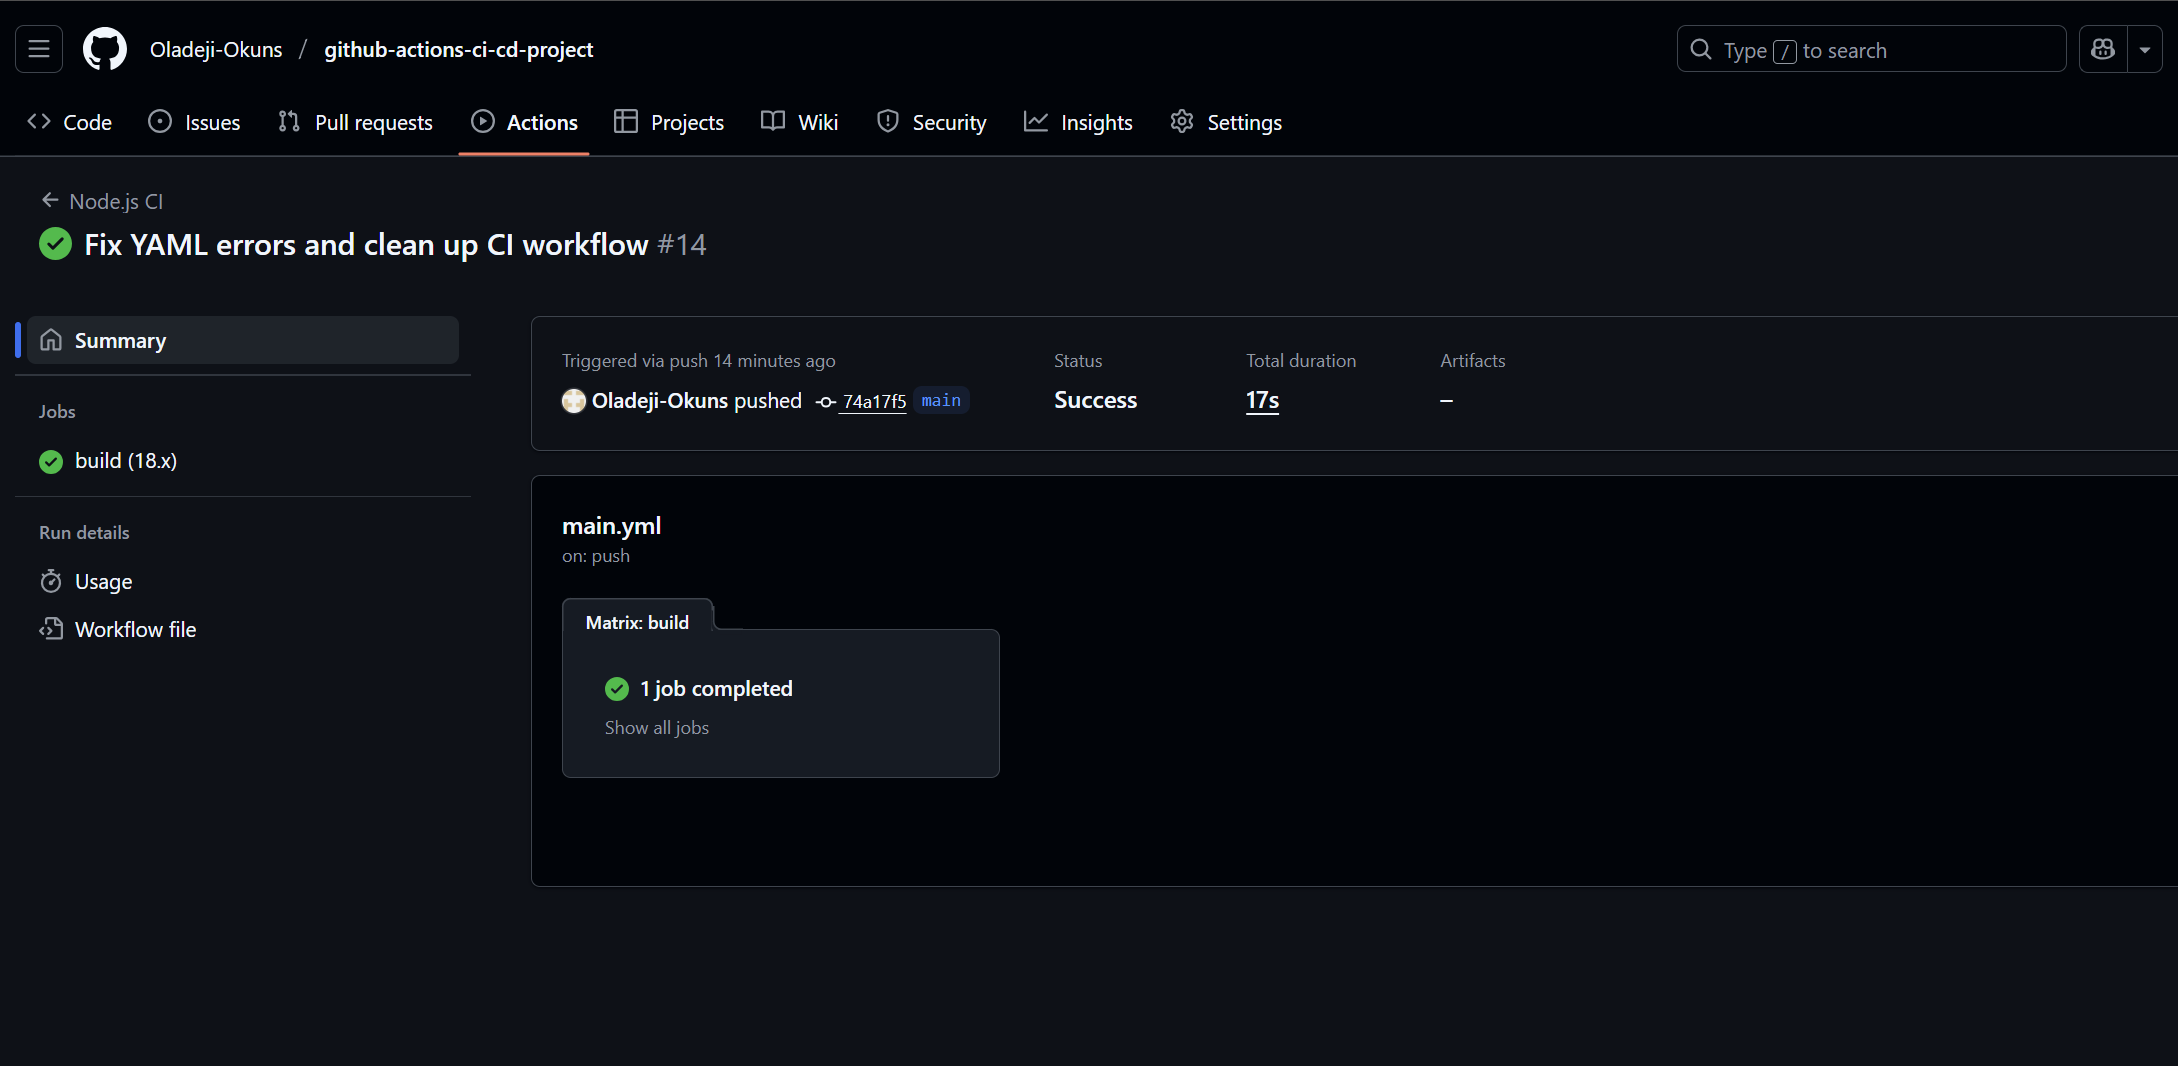 Oladeji-Okuns / github-actions-ci-cd-project
Type / to search
Code Issues Pull requests Actions Projects Wiki Security Insights Settings
Node.js CI
Fix YAML errors and clean up CI workflow #14
Summary
Jobs
build (18.x)
Run details
Usage
Workflow file
Triggered via push 14 minutes ago
Oladeji-Okuns pushed 74a17f5 main
Status
Success
Total duration
17s
Artifacts
–
main.yml
on: push
Matrix: build
1 job completed
Show all jobs